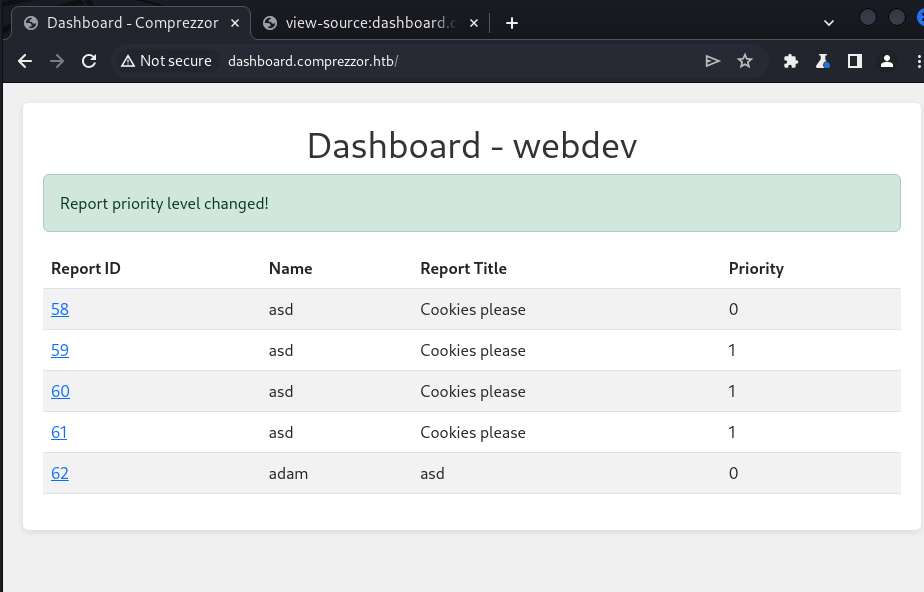 Dashboard - Comprezzor
view-source:dashboard.c
Not secure
dashboard.comprezzor.htb/
Dashboard - webdev
Report priority level changed!
Report ID Name Report Title Priority
58 asd Cookies please 0
59 asd Cookies please 1
60 asd Cookies please 1
61 asd Cookies please 1
62 adam asd 0